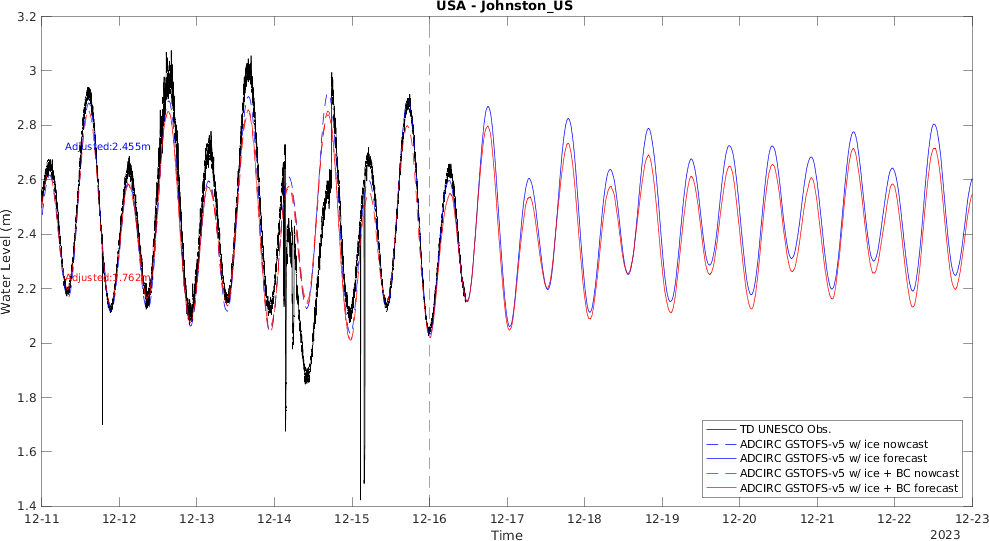 USA - Johnston_US
3.2
3
2.8
2.6
2.4
2.2
2
1.8
1.6
1.4
Water Level (m)
Adjusted:2.455m
Adjusted:1.762m
TD UNESCO Obs.
ADCIRC GSTOFS-v5 w/ ice nowcast
ADCIRC GSTOFS-v5 w/ ice forecast
ADCIRC GSTOFS-v5 w/ ice + BC nowcast
ADCIRC GSTOFS-v5 w/ ice + BC forecast
12-11 12-12 12-13 12-14 12-15 12-16 12-17 12-18 12-19 12-20 12-21 12-22 12-23
Time
2023